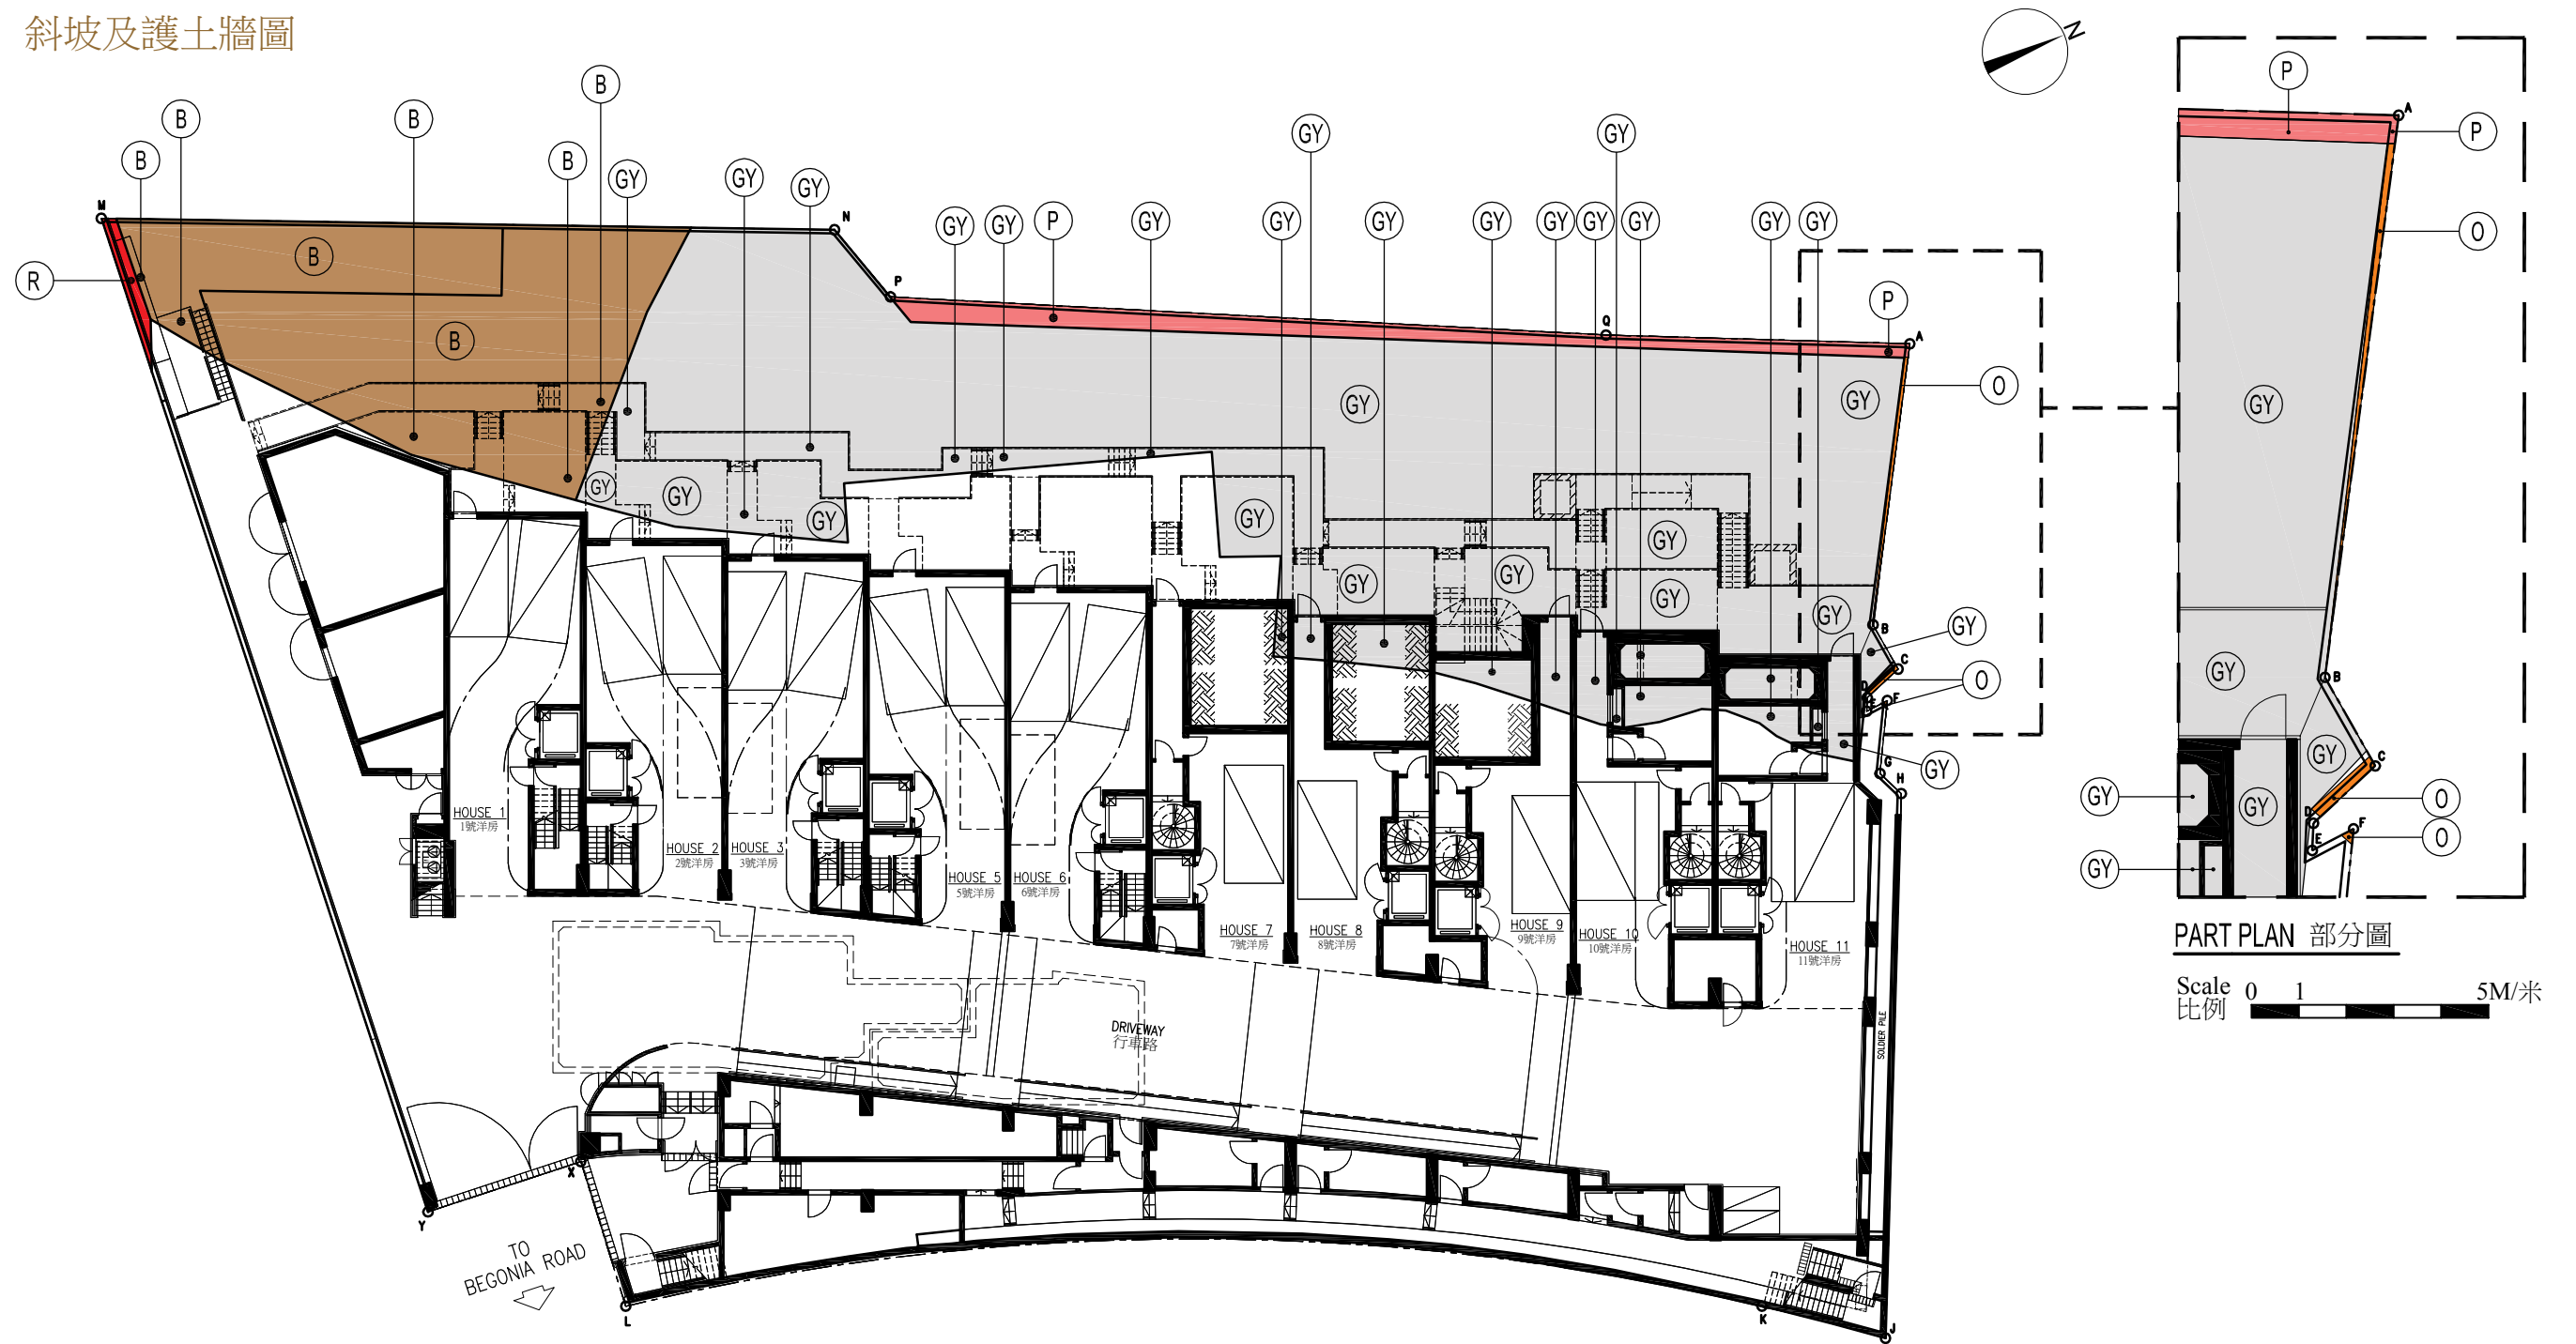 斜坡及護土牆圖
N
P
A
B
B
B
GY
GY
P
B
B
GY
GY
O
M
N
GY
GY
P
GY
GY
GY
GY
GY
GY
GY
GY
B
R
P
P
Q
A
B
O
GY
GY
GY
GY
GY
GY
GY
GY
GY
GY
GY
GY
GY
GY
B
GY
C
O
D
E
F
G
H
GY
GY
B
GY
C
GY
GY
O
D
F
E
O
GY
HOUSE 1
1號洋房
HOUSE 2
2號洋房
HOUSE 3
3號洋房
HOUSE 5
5號洋房
HOUSE 6
6號洋房
HOUSE 7
7號洋房
HOUSE 8
8號洋房
HOUSE 9
9號洋房
HOUSE 10
10號洋房
HOUSE 11
11號洋房
PART PLAN 部分圖
Scale 0 1 5M/米
比例
DRIVEWAY
行車路
SOLDIER PILE
X
Y
TO
BEGONIA ROAD
L
K
J